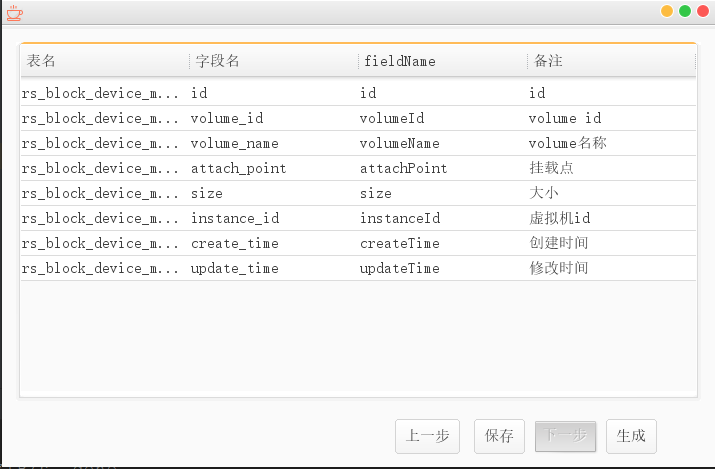 表名 字段名 fieldName 备注
rs_block_device_m... id id id
rs_block_device_m... volume_id volumeId volume id
rs_block_device_m... volume_name volumeName volume名称
rs_block_device_m... attach_point attachPoint 挂载点
rs_block_device_m... size size 大小
rs_block_device_m... instance_id instanceId 虚拟机id
rs_block_device_m... create_time createTime 创建时间
rs_block_device_m... update_time updateTime 修改时间
上一步 保存 下一步 生成